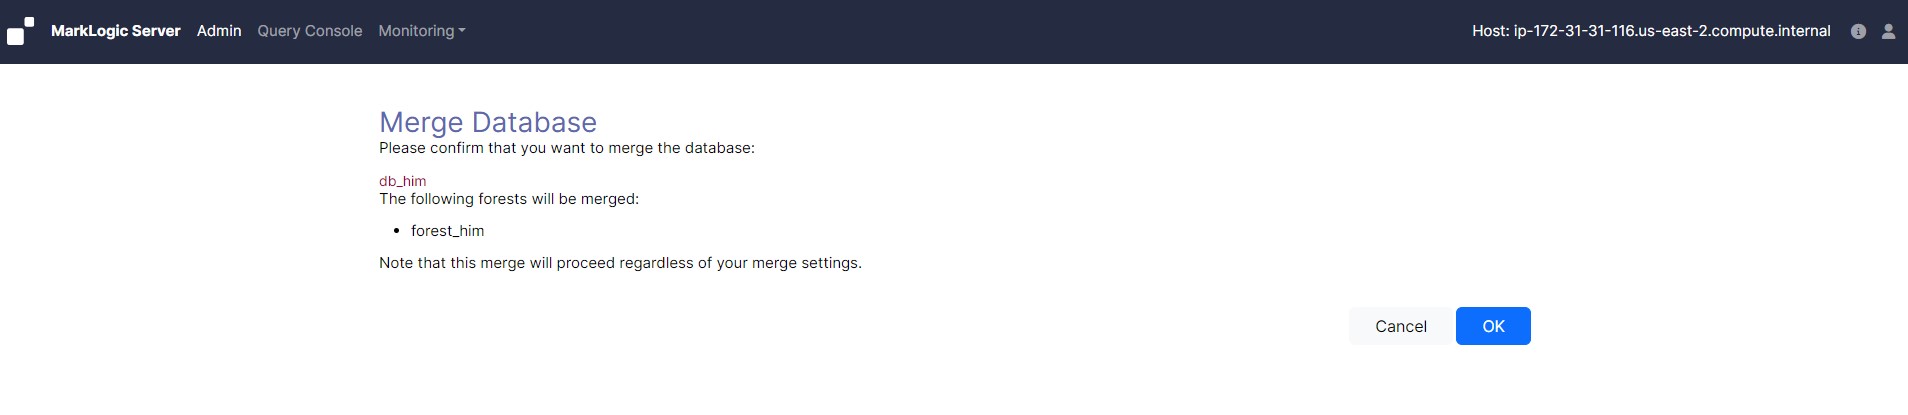 MarkLogic Server Admin Query Console Monitoring Host: ip-172-31-31-116.us-east-2.compute.internal
Merge Database
Please confirm that you want to merge the database:
db_him
The following forests will be merged:
• forest_him
Note that this merge will proceed regardless of your merge settings.
Cancel OK